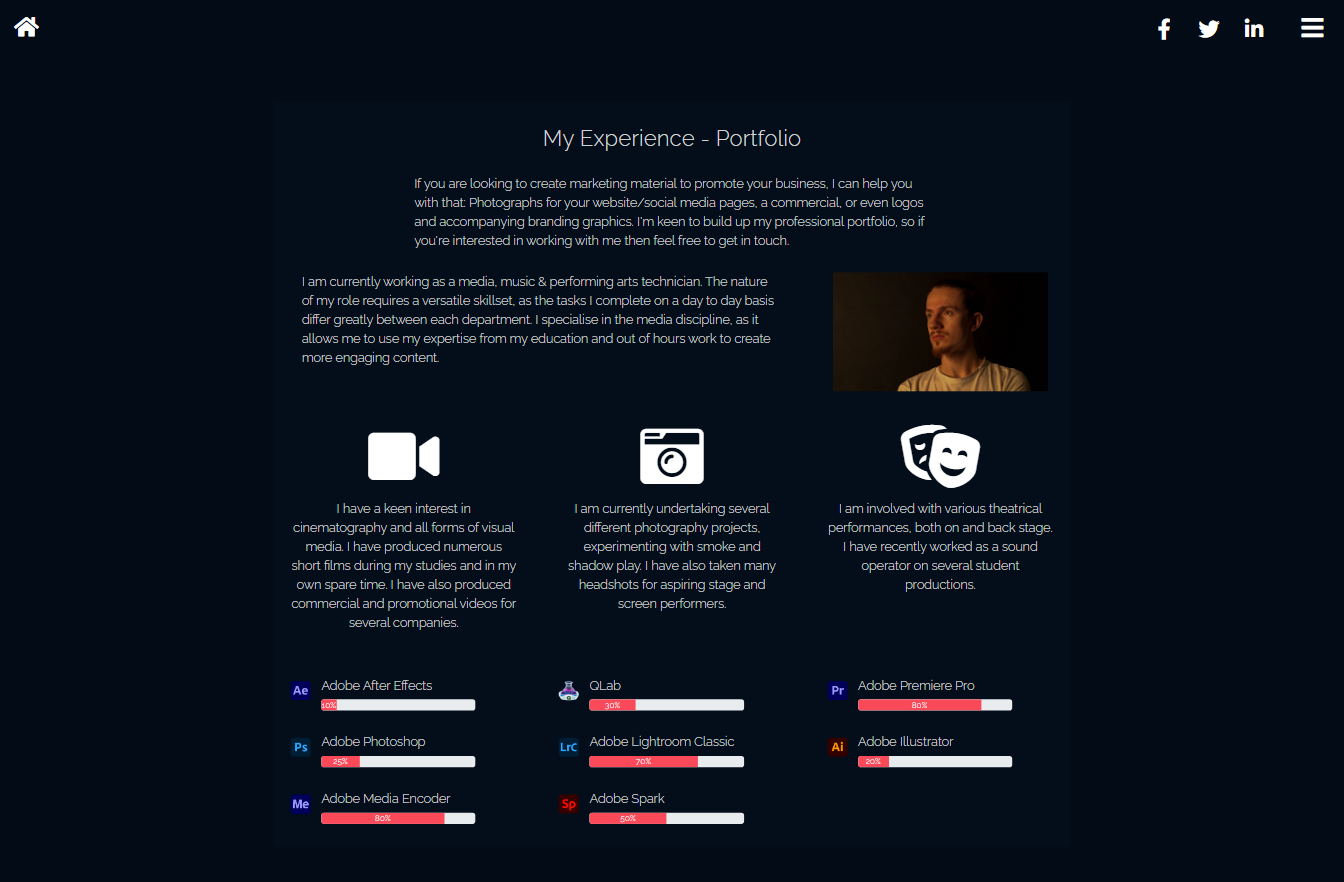 My Experience - Portfolio
If you are looking to create marketing material to promote your business, I can help you
with that: Photographs for your website/social media pages, a commercial, or even logos
and accompanying branding graphics. I'm keen to build up my professional portfolio, so if
you're interested in working with me then feel free to get in touch.
I am currently working as a media, music & performing arts technician. The nature
of my role requires a versatile skillset, as the tasks I complete on a day to day basis
differ greatly between each department. I specialise in the media discipline, as it
allows me to use my expertise from my education and out of hours work to create
more engaging content.
I have a keen interest in
cinematography and all forms of visual
media. I have produced numerous
short films during my studies and in my
own spare time. I have also produced
commercial and promotional videos for
several companies.
I am currently undertaking several
different photography projects,
experimenting with smoke and
shadow play. I have also taken many
headshots for aspiring stage and
screen performers.
I am involved with various theatrical
performances, both on and back stage.
I have recently worked as a sound
operator on several student
productions.
Ae Adobe After Effects
10%
QLab
30%
Pr Adobe Premiere Pro
80%
Ps Adobe Photoshop
25%
LrC Adobe Lightroom Classic
70%
Ai Adobe Illustrator
20%
Me Adobe Media Encoder
80%
Sp Adobe Spark
50%